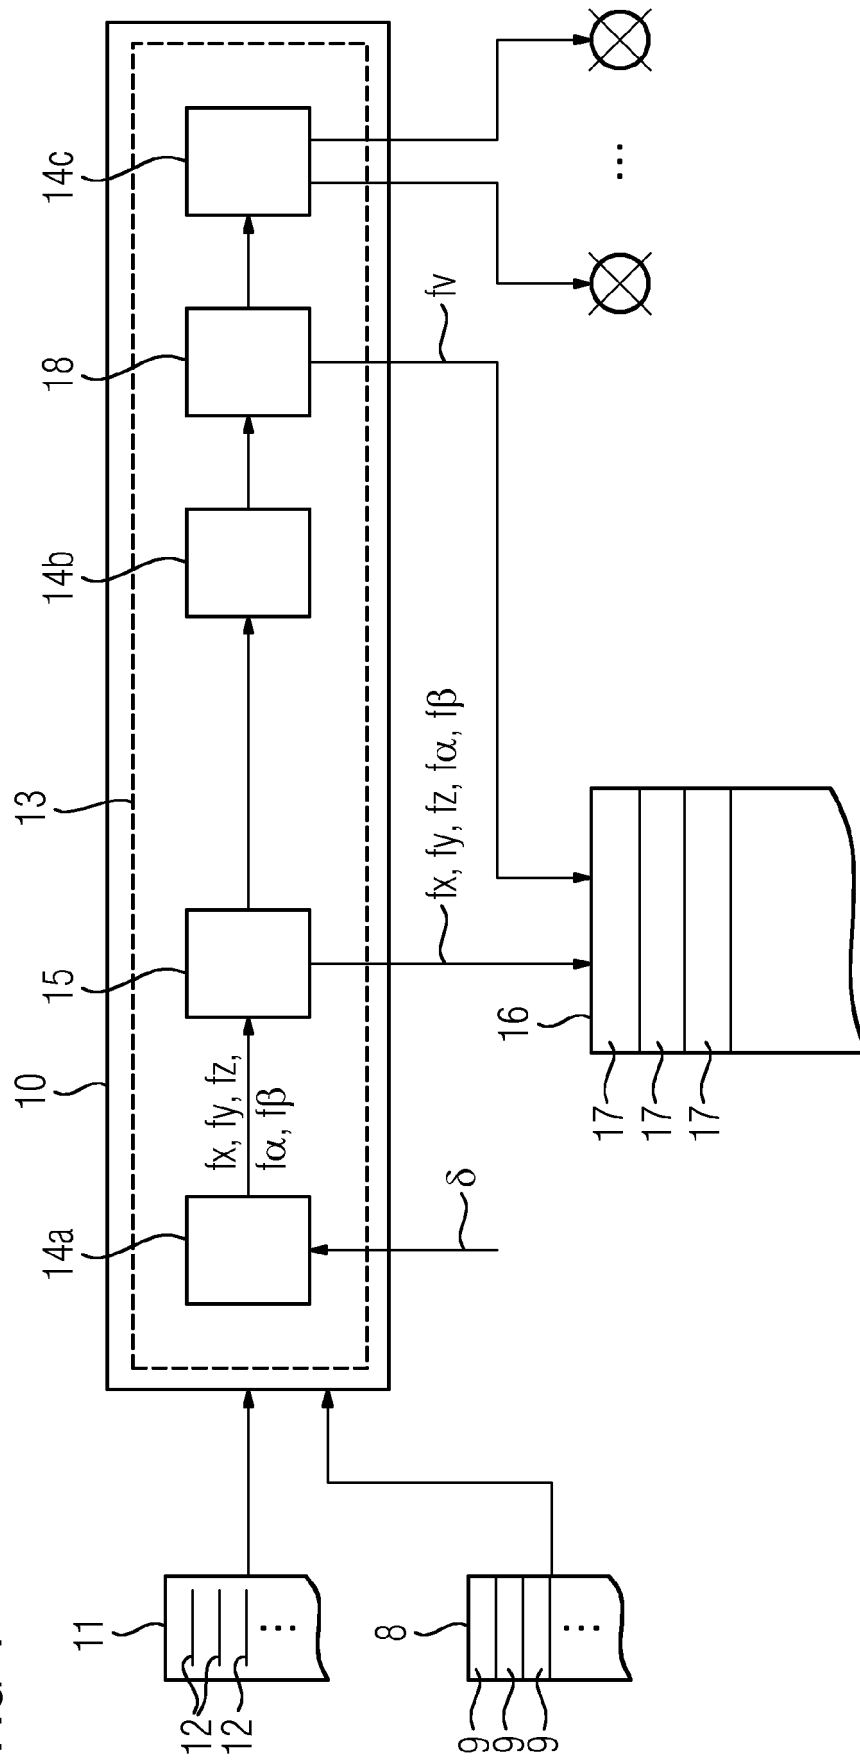 10
13
14a
15
14b
18
14c
fx, fy, fz,
fα, fβ
11
12
12
...
8
9
9
9
...
δ
fx, fy, fz, fα, fβ
fv
...
16
17
17
17